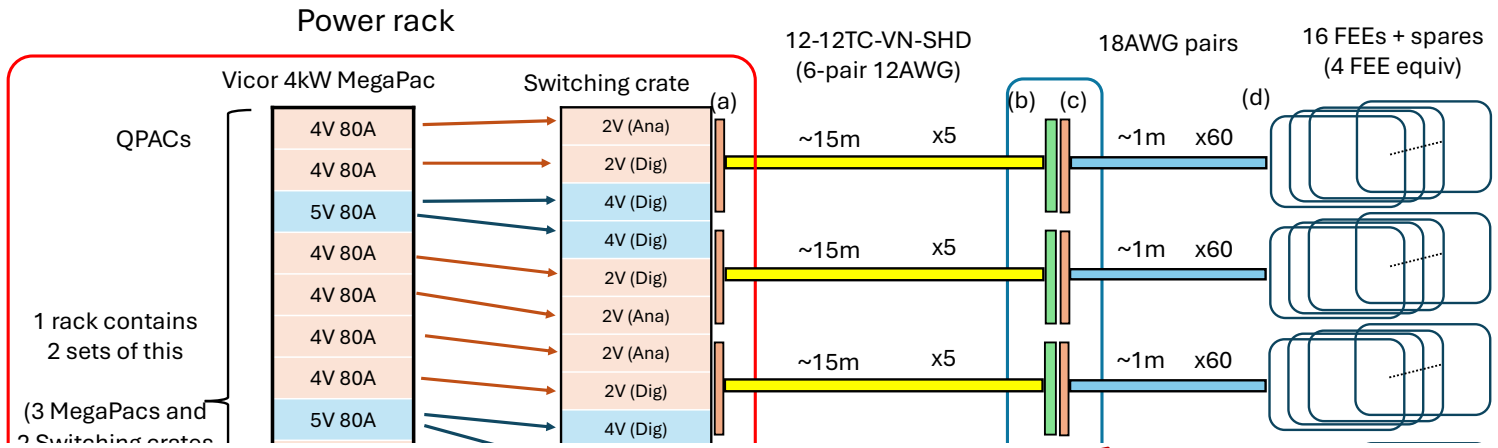 Power rack
12-12TC-VN-SHD
(6-pair 12AWG)
18AWG pairs
16 FEEs + spares
(4 FEE equiv)
Vicor 4kW MegaPac
Switching crate
(a)
(b)
(c)
(d)
QPACs
4V 80A
4V 80A
5V 80A
4V 80A
4V 80A
4V 80A
4V 80A
5V 80A
2V (Ana)
2V (Dig)
4V (Dig)
4V (Dig)
2V (Dig)
2V (Ana)
2V (Ana)
2V (Dig)
4V (Dig)
~15m x5
~1m x60
~15m x5
~1m x60
~15m x5
~1m x60
1 rack contains
2 sets of this
(3 MegaPacs and
2 Switching crates